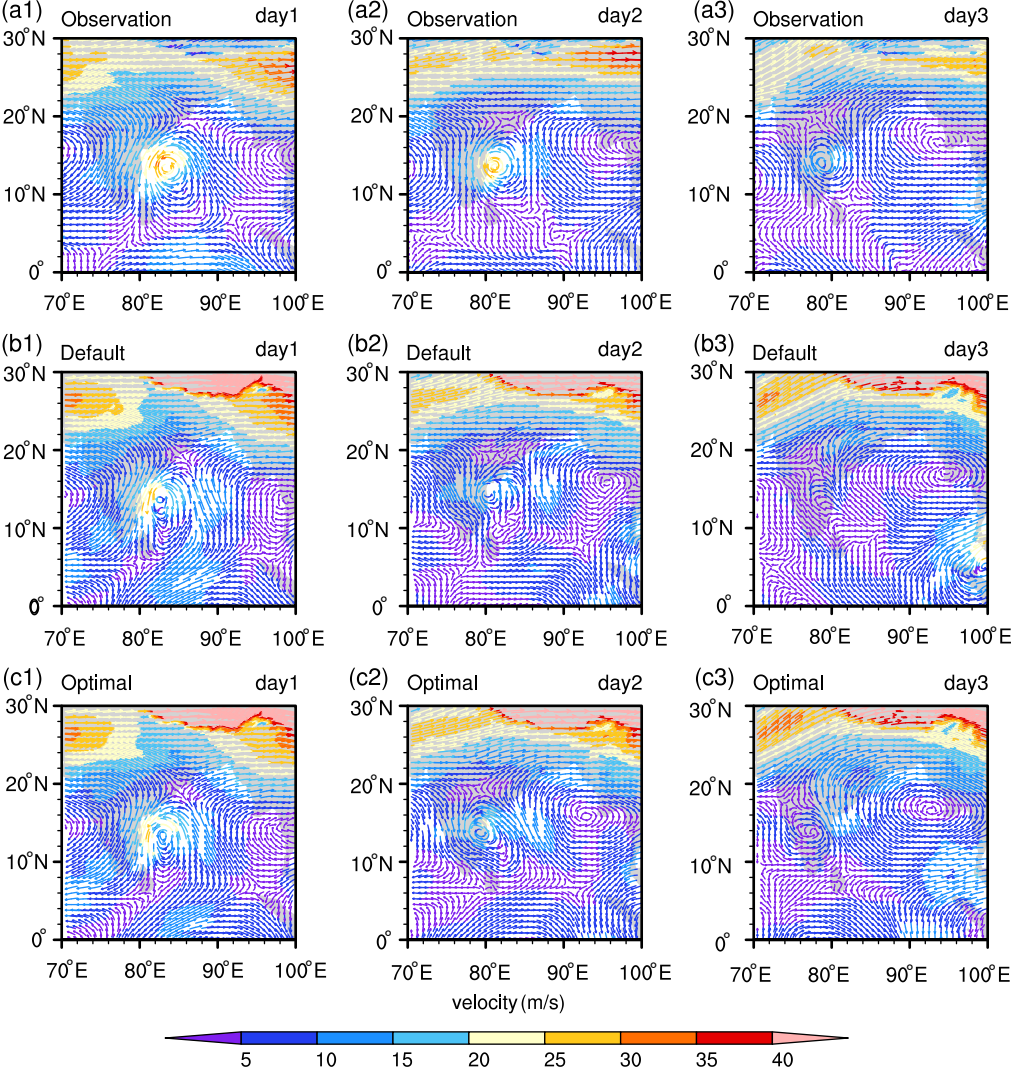 (a1) Observation day1 (a2) Observation day2 (a3) Observation day3
30°N 30°N 30°N
20°N 20°N 20°N
10°N 10°N 10°N
0° 0° 0°
70°E 80°E 90°E 100°E 70°E 80°E 90°E 100°E 70°E 80°E 90°E 100°E
(b1) Default day1 (b2) Default day2 (b3) Default day3
30°N 30°N 30°N
20°N 20°N 20°N
10°N 10°N 10°N
0° 0° 0°
70°E 80°E 90°E 100°E 70°E 80°E 90°E 100°E 70°E 80°E 90°E 100°E
(c1) Optimal day1 (c2) Optimal day2 (c3) Optimal day3
30°N 30°N 30°N
20°N 20°N 20°N
10°N 10°N 10°N
0° 0° 0°
70°E 80°E 90°E 100°E 70°E 80°E 90°E 100°E 70°E 80°E 90°E 100°E
velocity (m/s)
5 10 15 20 25 30 35 40